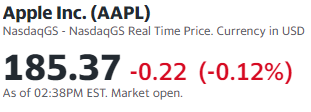 Apple Inc. (AAPL)
NasdaqGS - NasdaqGS Real Time Price. Currency in USD
185.37 -0.22 (-0.12%)
As of 02:38PM EST. Market open.